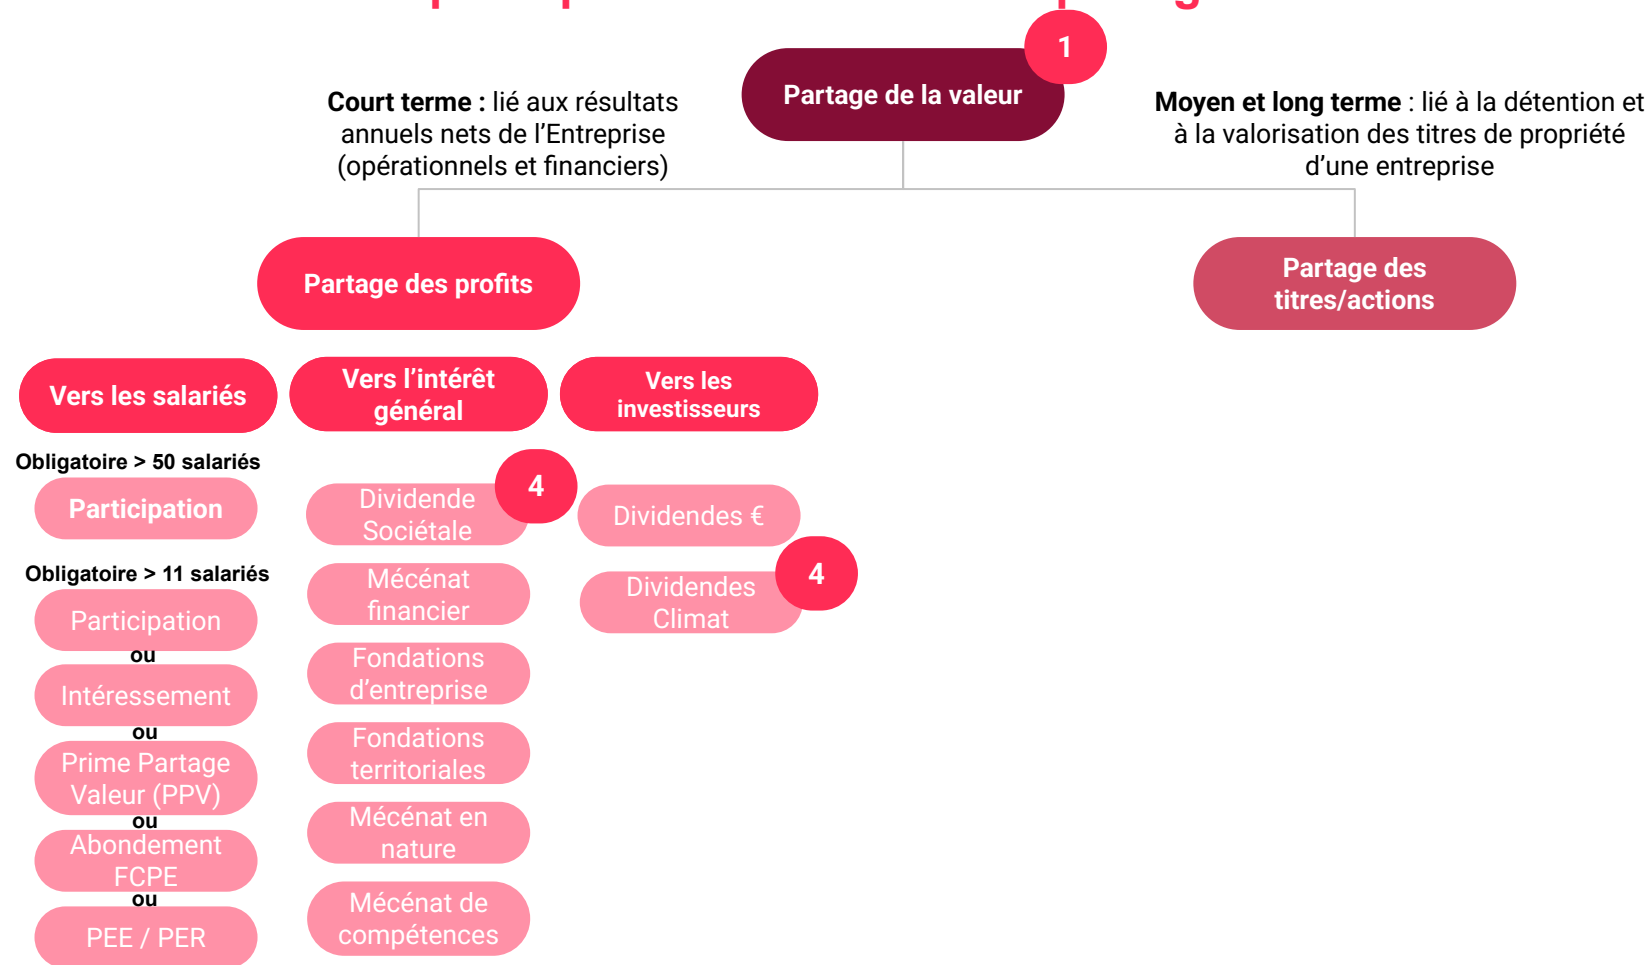 1
Partage de la valeur
Court terme : lié aux résultats
annuels nets de l’Entreprise
(opérationnels et financiers)
Moyen et long terme : lié à la détention et
à la valorisation des titres de propriété
d’une entreprise
Partage des profits
Partage des
titres/actions
Vers les salariés
Obligatoire > 50 salariés
Participation
Obligatoire > 11 salariés
Participation
ou
Intéressement
ou
Prime Partage
Valeur (PPV)
ou
Abondement
FCPE
ou
PEE / PER
Vers l’intérêt
général
4
Dividende
Sociétale
Mécénat
financier
Fondations
d’entreprise
Fondations
territoriales
Mécénat en
nature
Mécénat de
compétences
Vers les
investisseurs
Dividendes €
4
Dividendes
Climat